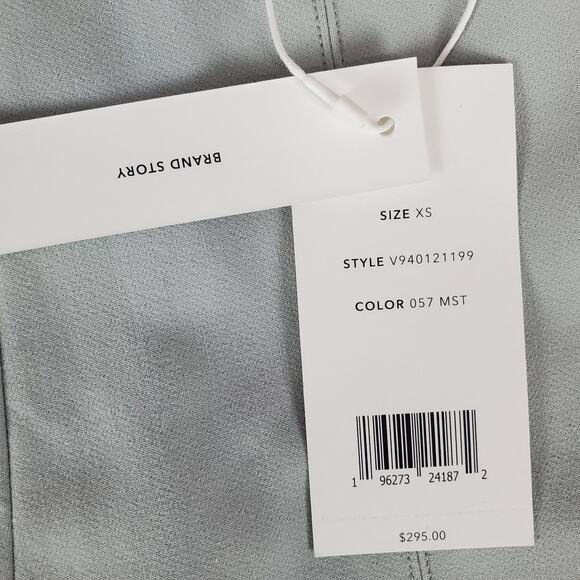 BRAND STORY
SIZE XS
STYLE V940121199
COLOR 057 MST
1 96273 24187 2
$295.00